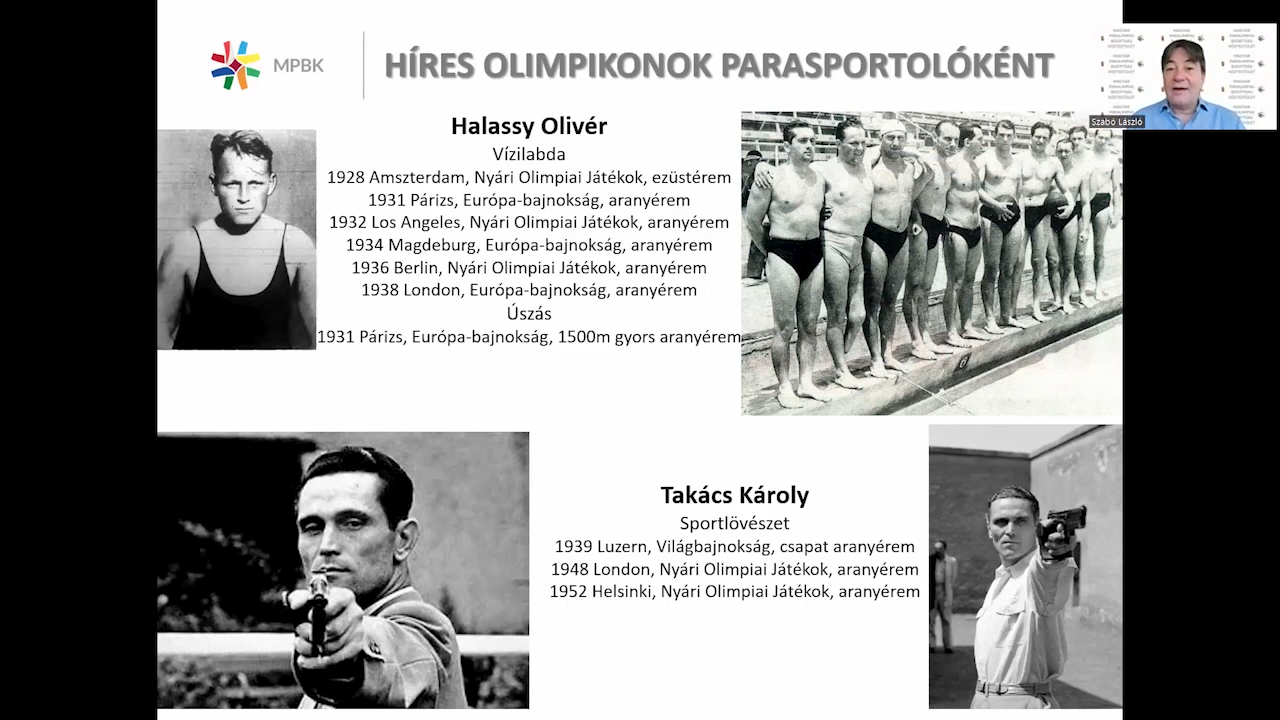 MPBK
HÍRES OLIMPIKONOK PARASPORTOLÓKÉNT
Szabó László
Halassy Olivér
Vízilabda
1928 Amszterdam, Nyári Olimpiai Játékok, ezüstérem
1931 Párizs, Európa-bajnokság, aranyérem
1932 Los Angeles, Nyári Olimpiai Játékok, aranyérem
1934 Magdeburg, Európa-bajnokság, aranyérem
1936 Berlin, Nyári Olimpiai Játékok, aranyérem
1938 London, Európa-bajnokság, aranyérem
Úszás
1931 Párizs, Európa-bajnokság, 1500m gyors aranyérem
Takács Károly
Sportlövészet
1939 Luzern, Világbajnokság, csapat aranyérem
1948 London, Nyári Olimpiai Játékok, aranyérem
1952 Helsinki, Nyári Olimpiai Játékok, aranyérem